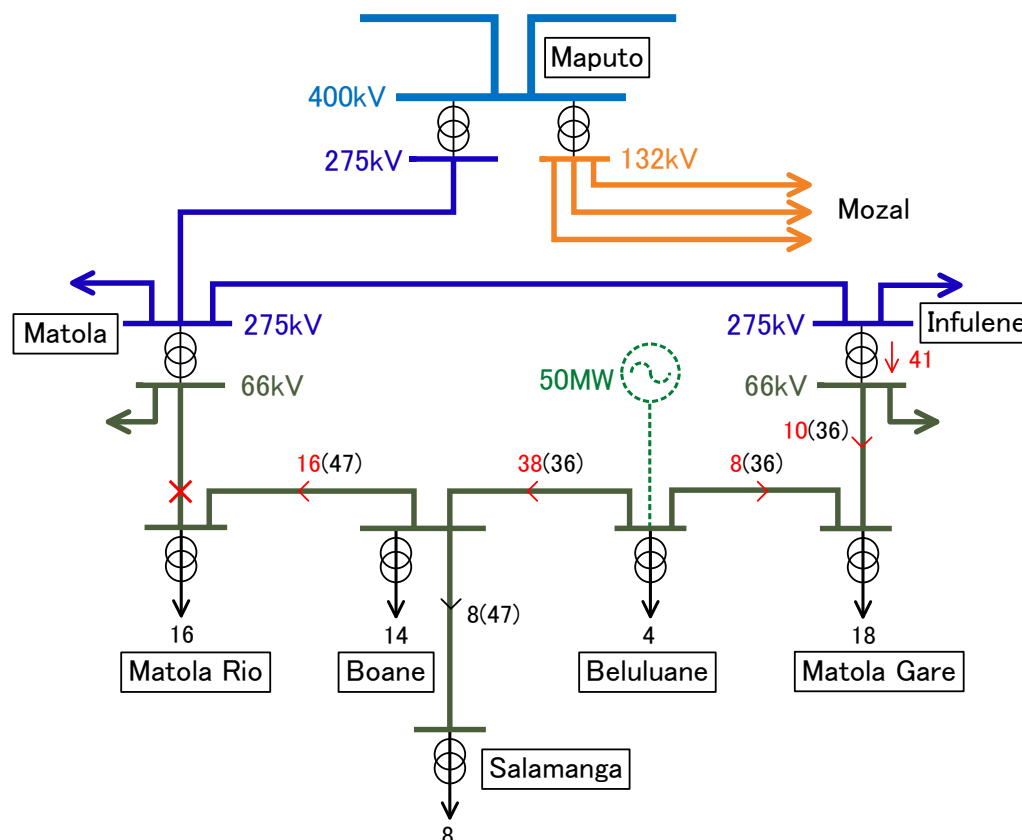 Maputo
400kV
275kV
132kV
Mozal
Matola
275kV
275kV
Infulene
50MW
41
66kV
66kV
10(36)
16(47)
38(36)
8(36)
8(47)
16
14
4
18
Matola Rio
Boane
Beluluane
Matola Gare
Salamanga
8